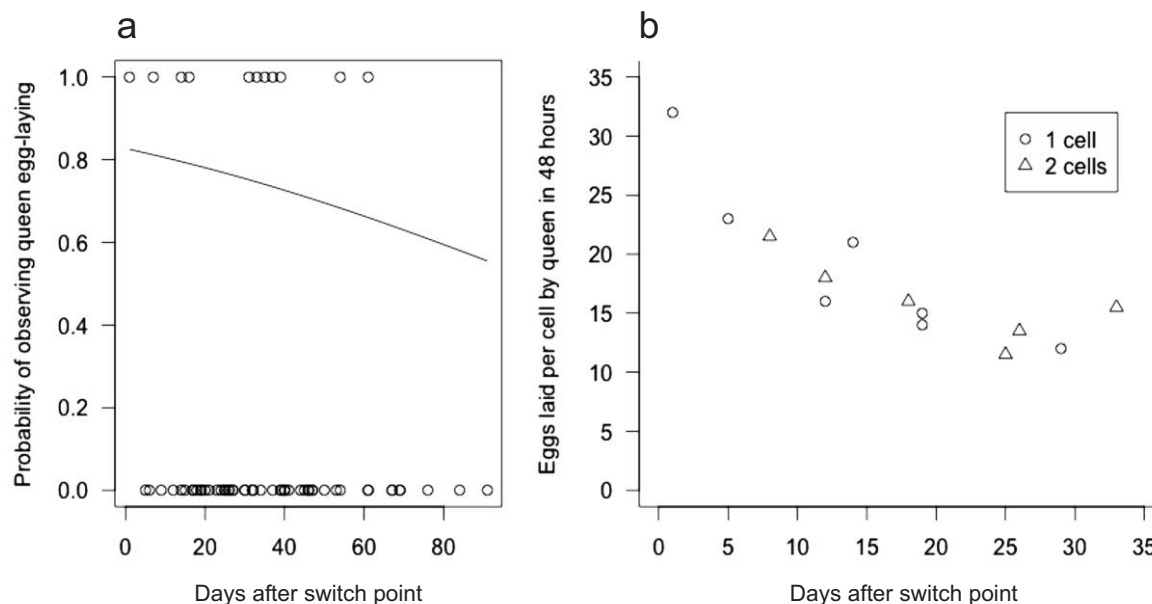 a
Probability of observing queen egg-laying
1.0
0.8
0.6
0.4
0.2
0.0
0 20 40 60 80
Days after switch point
b
Eggs laid per cell by queen in 48 hours
35
30
25
20
15
10
5
0
1 cell
2 cells
0 5 10 15 20 25 30 35
Days after switch point